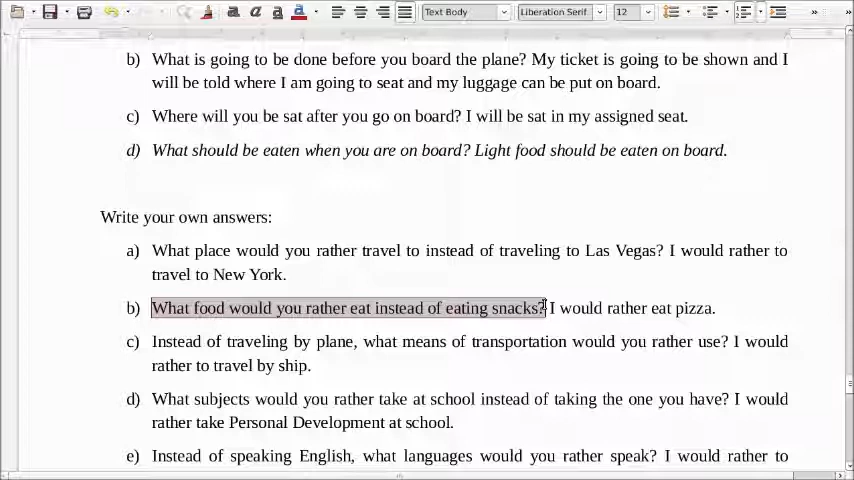 Text Body Liberation Serif 12
b) What is going to be done before you board the plane? My ticket is going to be shown and I
will be told where I am going to seat and my luggage can be put on board.
c) Where will you be sat after you go on board? I will be sat in my assigned seat.
d) What should be eaten when you are on board? Light food should be eaten on board.
Write your own answers:
a) What place would you rather travel to instead of traveling to Las Vegas? I would rather to
travel to New York.
b) What food would you rather eat instead of eating snacks? I would rather eat pizza.
c) Instead of traveling by plane, what means of transportation would you rather use? I would
rather to travel by ship.
d) What subjects would you rather take at school instead of taking the one you have? I would
rather take Personal Development at school.
e) Instead of speaking English, what languages would you rather speak? I would rather to